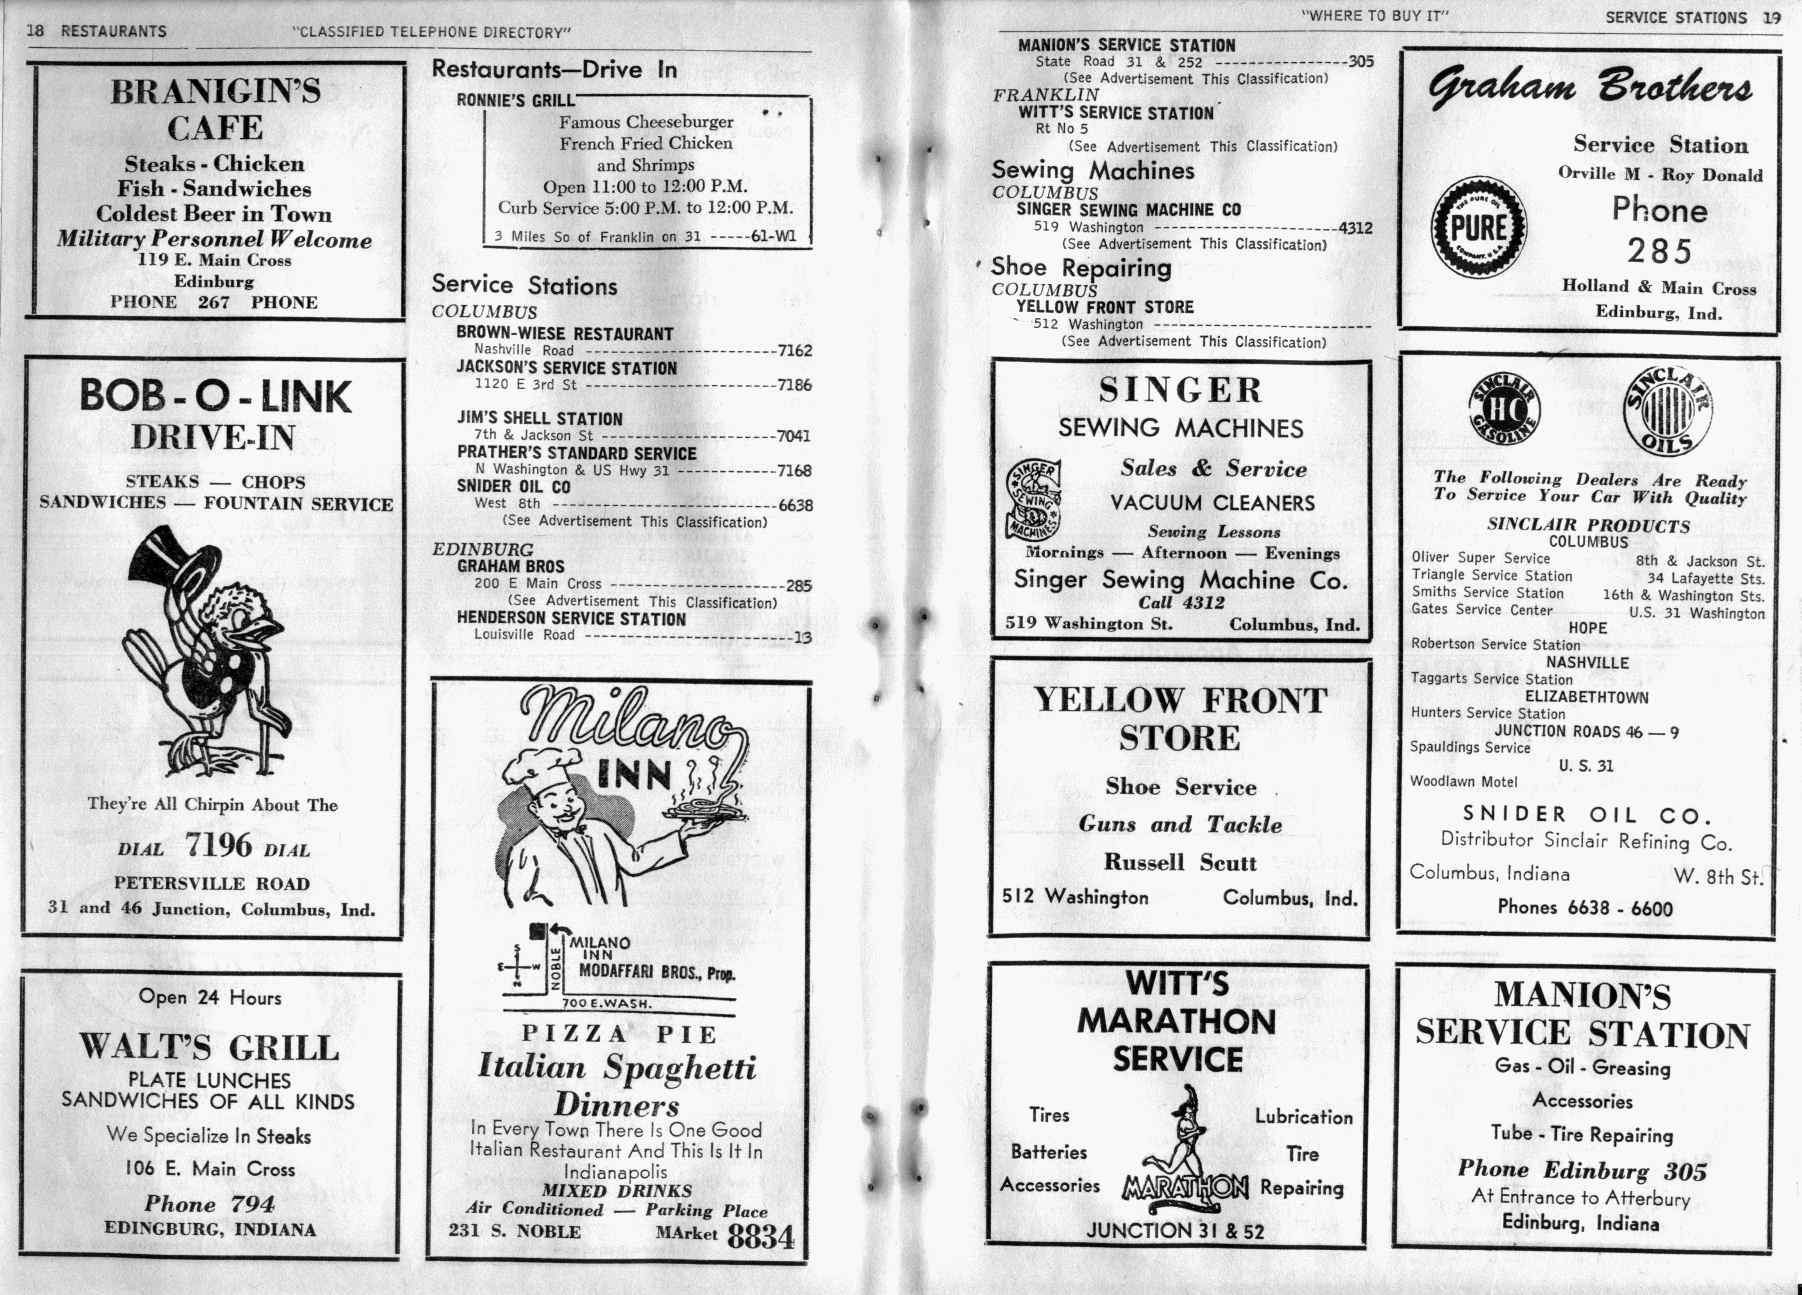 18 RESTAURANTS
"CLASSIFIED TELEPHONE DIRECTORY"
BRANIGIN'S
CAFE
Steaks - Chicken
Fish - Sandwiches
Coldest Beer in Town
Military Personnel Welcome
119 E. Main Cross
Edinburg
PHONE 267 PHONE
BOB - O - LINK
DRIVE-IN
STEAKS — CHOPS
SANDWICHES — FOUNTAIN SERVICE
They're All Chirpin About The
DIAL 7196 DIAL
PETERSVILLE ROAD
31 and 46 Junction, Columbus, Ind.
Open 24 Hours
WALT'S GRILL
PLATE LUNCHES
SANDWICHES OF ALL KINDS
We Specialize In Steaks
106 E. Main Cross
Phone 794
EDINGBURG, INDIANA
Restaurants—Drive In
RONNIE'S GRILL
Famous Cheeseburger
French Fried Chicken
and Shrimps
Open 11:00 to 12:00 P.M.
Curb Service 5:00 P.M. to 12:00 P.M.
3 Miles So of Franklin on 31 -----61-W1
Service Stations
COLUMBUS
BROWN-WIESE RESTAURANT
Nashville Road -----------------------7162
JACKSON'S SERVICE STATION
1120 E 3rd St -----------------------7186
JIM'S SHELL STATION
7th & Jackson St ---------------------7041
PRATHER'S STANDARD SERVICE
N Washington & US Hwy 31 ------------7168
SNIDER OIL CO
West 8th ---------------------------6638
(See Advertisement This Classification)
EDINBURG
GRAHAM BROS
200 E Main Cross ---------------------285
(See Advertisement This Classification)
HENDERSON SERVICE STATION
Louisville Road -------------------------13
Milano
INN
S
E W
N
NOBLE
MILANO
INN
MODAFFARI BROS., Prop.
700 E. WASH.
PIZZA PIE
Italian Spaghetti
Dinners
In Every Town There Is One Good
Italian Restaurant And This Is It In
Indianapolis
MIXED DRINKS
Air Conditioned — Parking Place
231 S. NOBLE MArket 8834
"WHERE TO BUY IT"
SERVICE STATIONS 19
MANION'S SERVICE STATION
State Road 31 & 252 ----------------305
(See Advertisement This Classification)
FRANKLIN
WITT'S SERVICE STATION
Rt No 5
(See Advertisement This Classification)
Sewing Machines
COLUMBUS
SINGER SEWING MACHINE CO
519 Washington ----------------------4312
(See Advertisement This Classification)
Shoe Repairing
COLUMBUS
YELLOW FRONT STORE
512 Washington --------------------------
(See Advertisement This Classification)
SINGER
SEWING MACHINES
SINGER
SEWING
MACHINES
Sales & Service
VACUUM CLEANERS
Sewing Lessons
Mornings — Afternoon — Evenings
Singer Sewing Machine Co.
Call 4312
519 Washington St. Columbus, Ind.
YELLOW FRONT
STORE
Shoe Service
Guns and Tackle
Russell Scutt
512 Washington Columbus, Ind.
WITT'S
MARATHON
SERVICE
Tires Lubrication
Batteries Tire
Accessories MARATHON Repairing
JUNCTION 31 & 52
Graham Brothers
Service Station
Orville M - Roy Donald
THE PURE OIL
PURE
COMPANY, U.S.A.
Phone
285
Holland & Main Cross
Edinburg, Ind.
SINCLAIR
HC
GASOLINE
SINCLAIR
OILS
The Following Dealers Are Ready
To Service Your Car With Quality
SINCLAIR PRODUCTS
COLUMBUS
Oliver Super Service 8th & Jackson St.
Triangle Service Station 34 Lafayette Sts.
Smiths Service Station 16th & Washington Sts.
Gates Service Center U.S. 31 Washington
HOPE
Robertson Service Station
NASHVILLE
Taggarts Service Station
ELIZABETHTOWN
Hunters Service Station
JUNCTION ROADS 46 — 9
Spauldings Service
U. S. 31
Woodlawn Motel
SNIDER OIL CO.
Distributor Sinclair Refining Co.
Columbus, Indiana W. 8th St.
Phones 6638 - 6600
MANION'S
SERVICE STATION
Gas - Oil - Greasing
Accessories
Tube - Tire Repairing
Phone Edinburg 305
At Entrance to Atterbury
Edinburg, Indiana